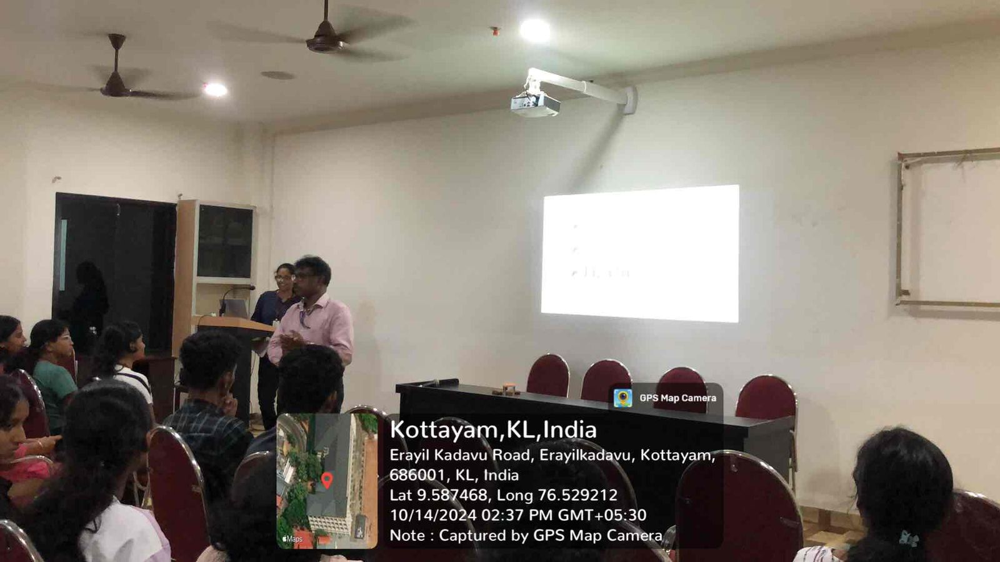 GPS Map Camera
Kottayam,KL,India
Erayil Kadavu Road, Erayilkadavu, Kottayam,
686001, KL, India
Lat 9.587468, Long 76.529212
10/14/2024 02:37 PM GMT+05:30
Note : Captured by GPS Map Camera
Maps